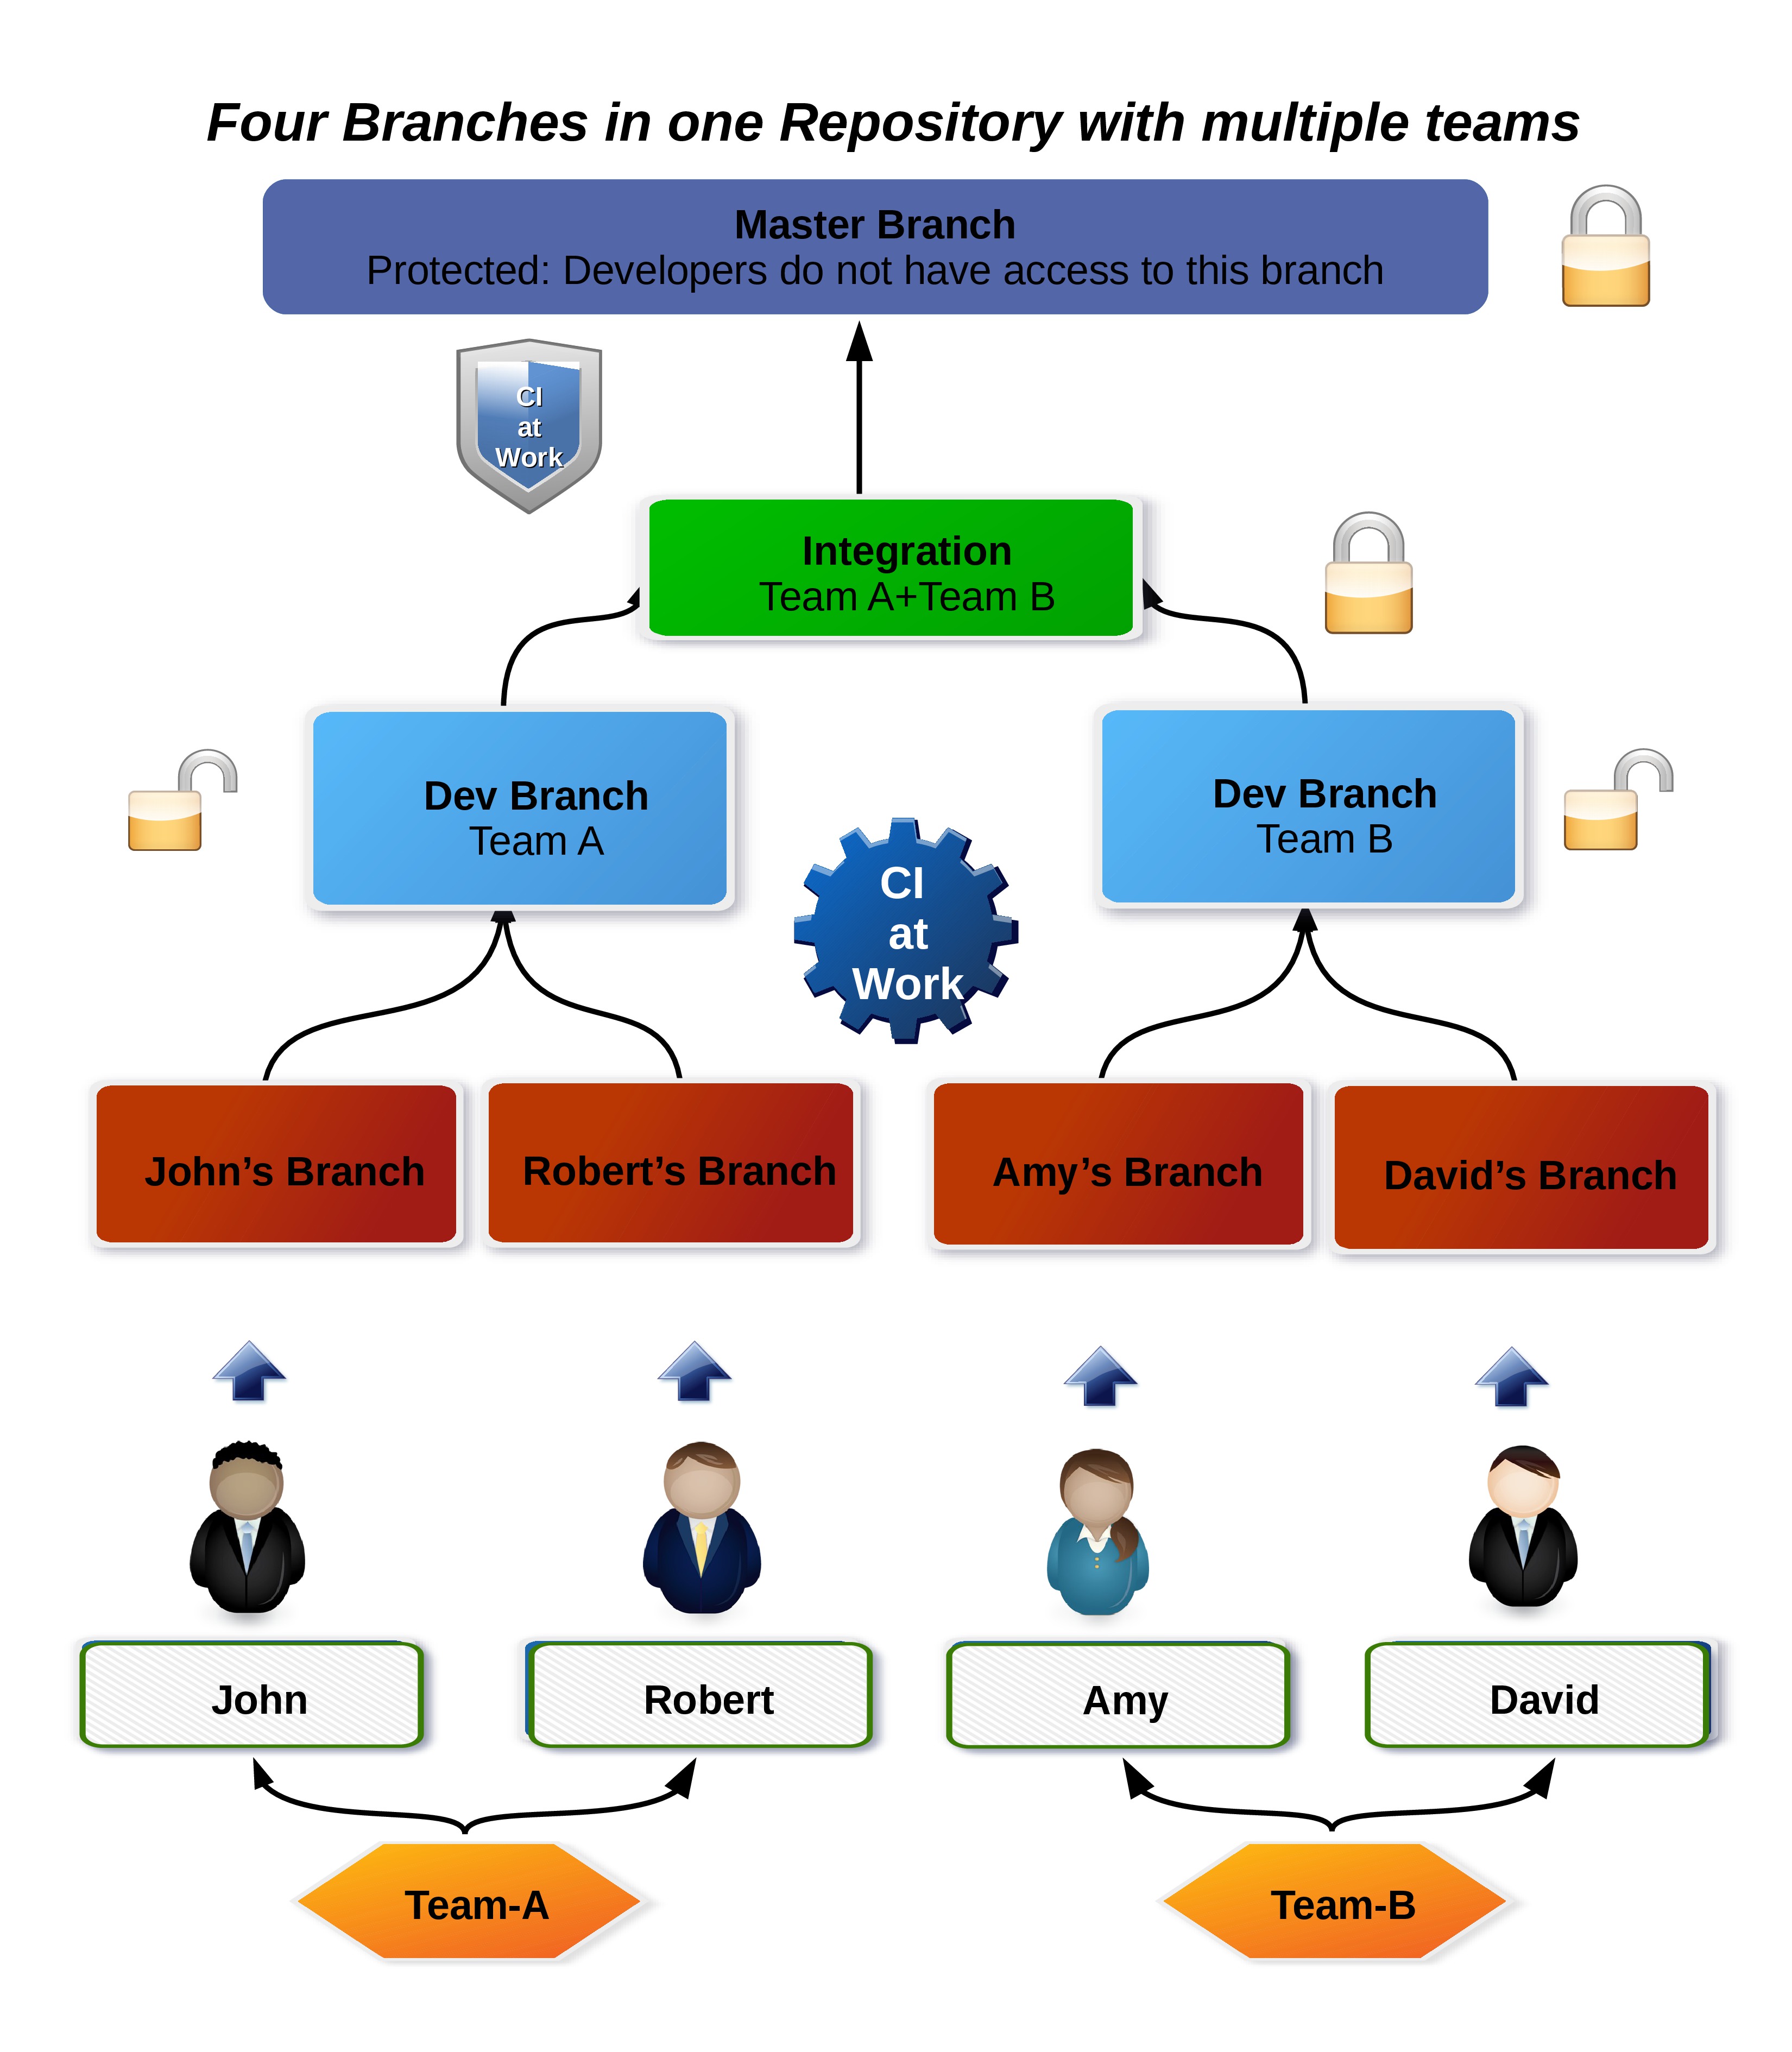 Four Branches in one Repository with multiple teams
Master Branch
Protected: Developers do not have access to this branch
CI
at
Work
Integration
Team A+Team B
Dev Branch
Team A
Dev Branch
Team B
CI
at
Work
John’s Branch
Robert’s Branch
Amy’s Branch
David’s Branch
John
Robert
Amy
David
Team-A
Team-B